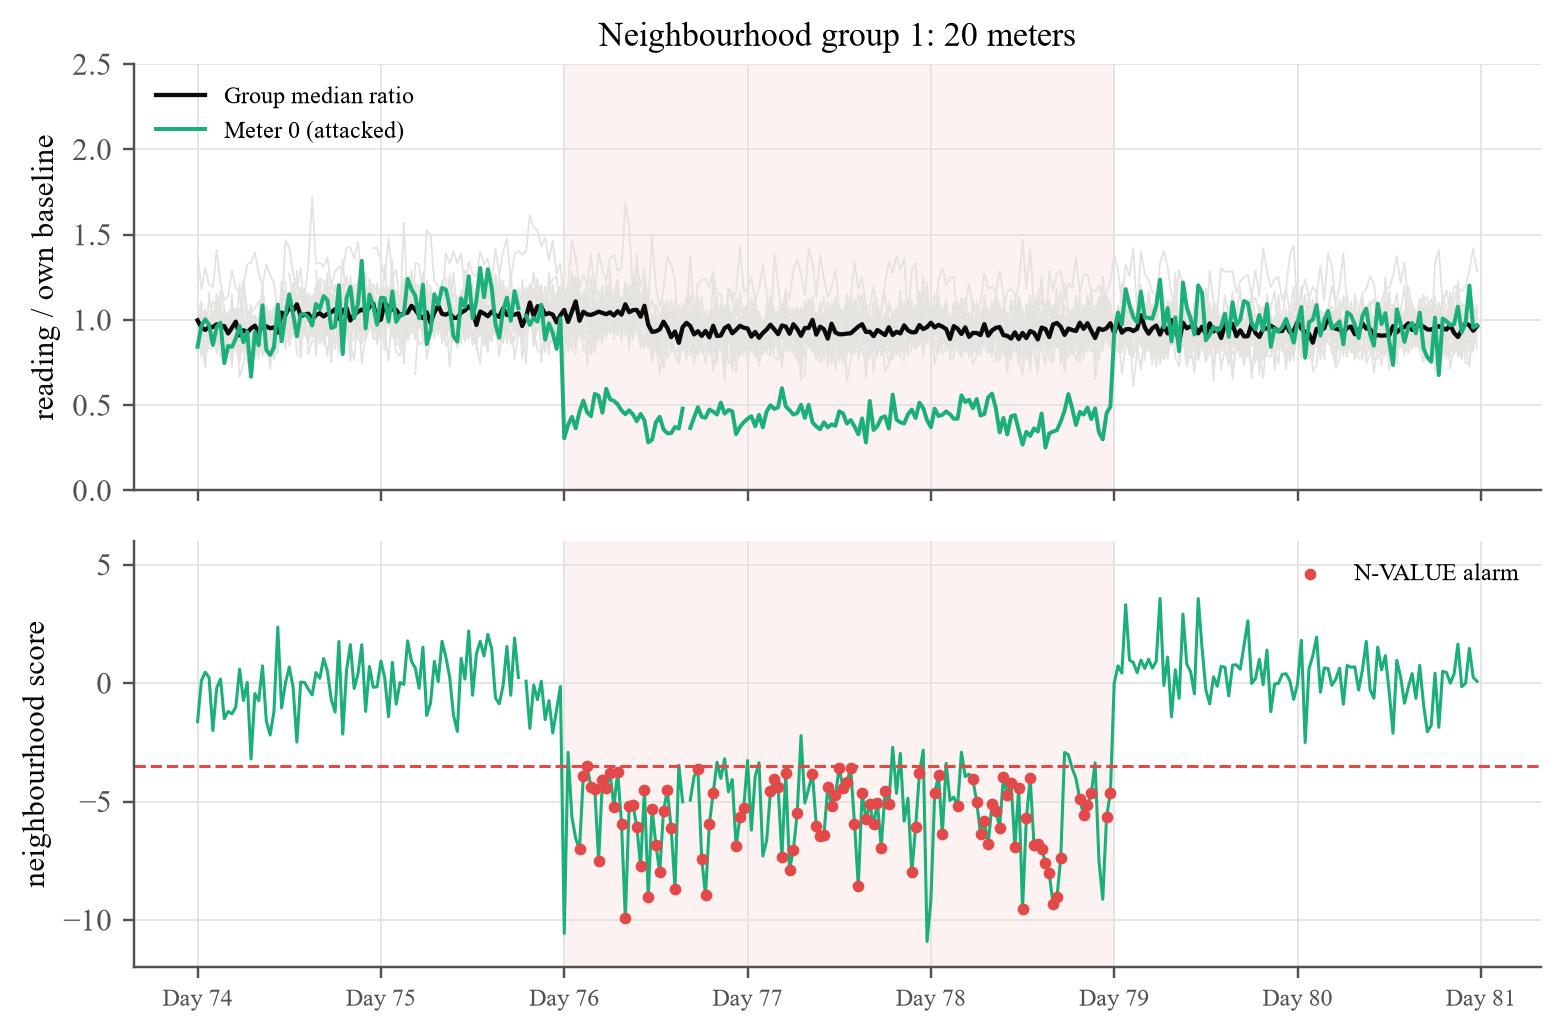 Neighbourhood group 1: 20 meters
reading / own baseline
2.5
2.0
1.5
1.0
0.5
0.0
Group median ratio
Meter 0 (attacked)
neighbourhood score
5
0
−5
−10
N-VALUE alarm
Day 74
Day 75
Day 76
Day 77
Day 78
Day 79
Day 80
Day 81